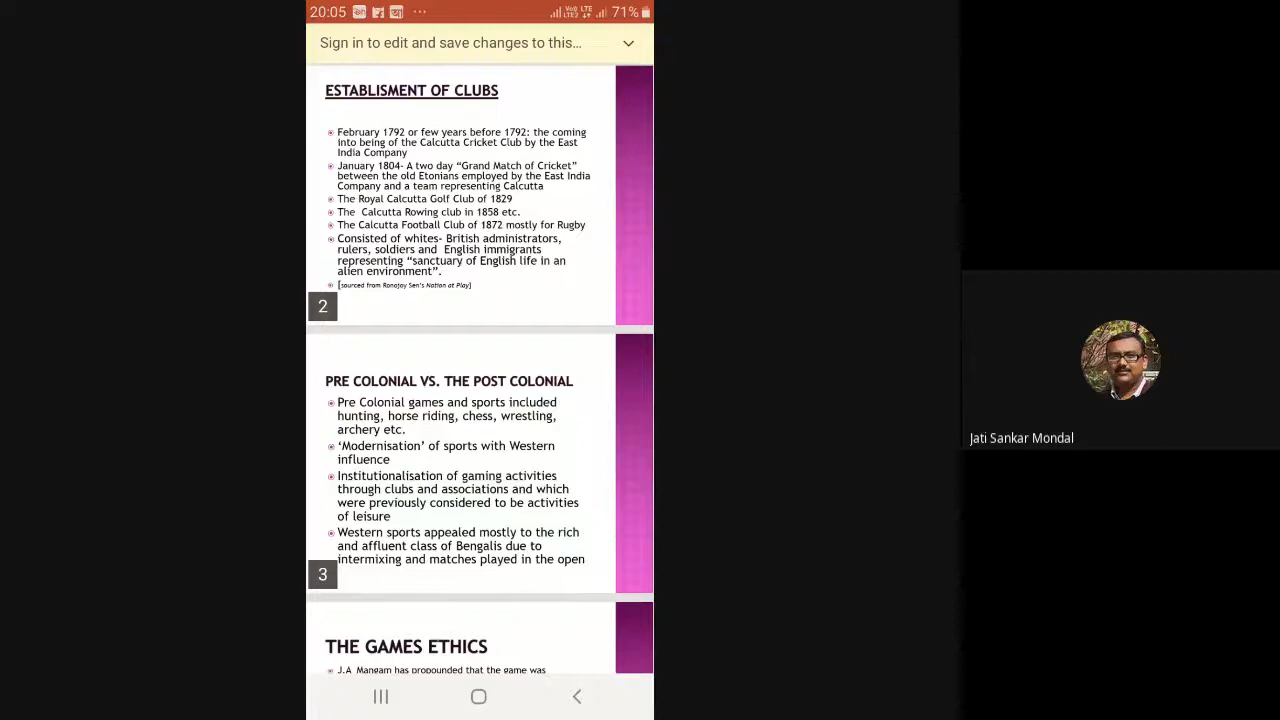 20:05 ... Vo)) LTE LTE2 71%
Sign in to edit and save changes to this...
ESTABLISMENT OF CLUBS
February 1792 or few years before 1792: the coming
into being of the Calcutta Cricket Club by the East
India Company
January 1804- A two day “Grand Match of Cricket”
between the old Etonians employed by the East India
Company and a team representing Calcutta
The Royal Calcutta Golf Club of 1829
The Calcutta Rowing club in 1858 etc.
The Calcutta Football Club of 1872 mostly for Rugby
Consisted of whites- British administrators,
rulers, soldiers and English immigrants
representing “sanctuary of English life in an
alien environment”.
[sourced from Ronojoy Sen’s Nation at Play]
2
PRE COLONIAL VS. THE POST COLONIAL
Pre Colonial games and sports included
hunting, horse riding, chess, wrestling,
archery etc.
‘Modernisation’ of sports with Western
influence
Institutionalisation of gaming activities
through clubs and associations and which
were previously considered to be activities
of leisure
Western sports appealed mostly to the rich
and affluent class of Bengalis due to
intermixing and matches played in the open
3
THE GAMES ETHICS
J.A Mangam has propounded that the game was
Jati Sankar Mondal